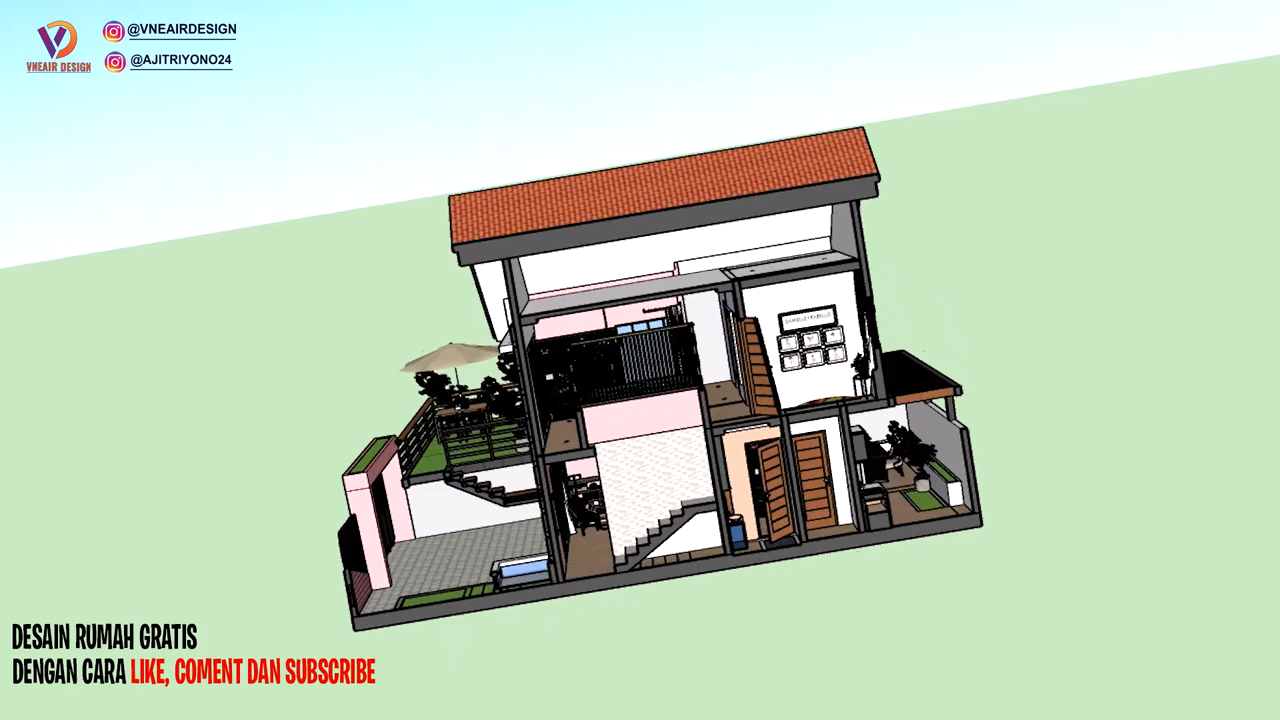 @VNEAIRDESIGN
@AJITRIYONO24
VNEAIR DESIGN
DESAIN RUMAH GRATIS
DENGAN CARA LIKE, COMENT DAN SUBSCRIBE